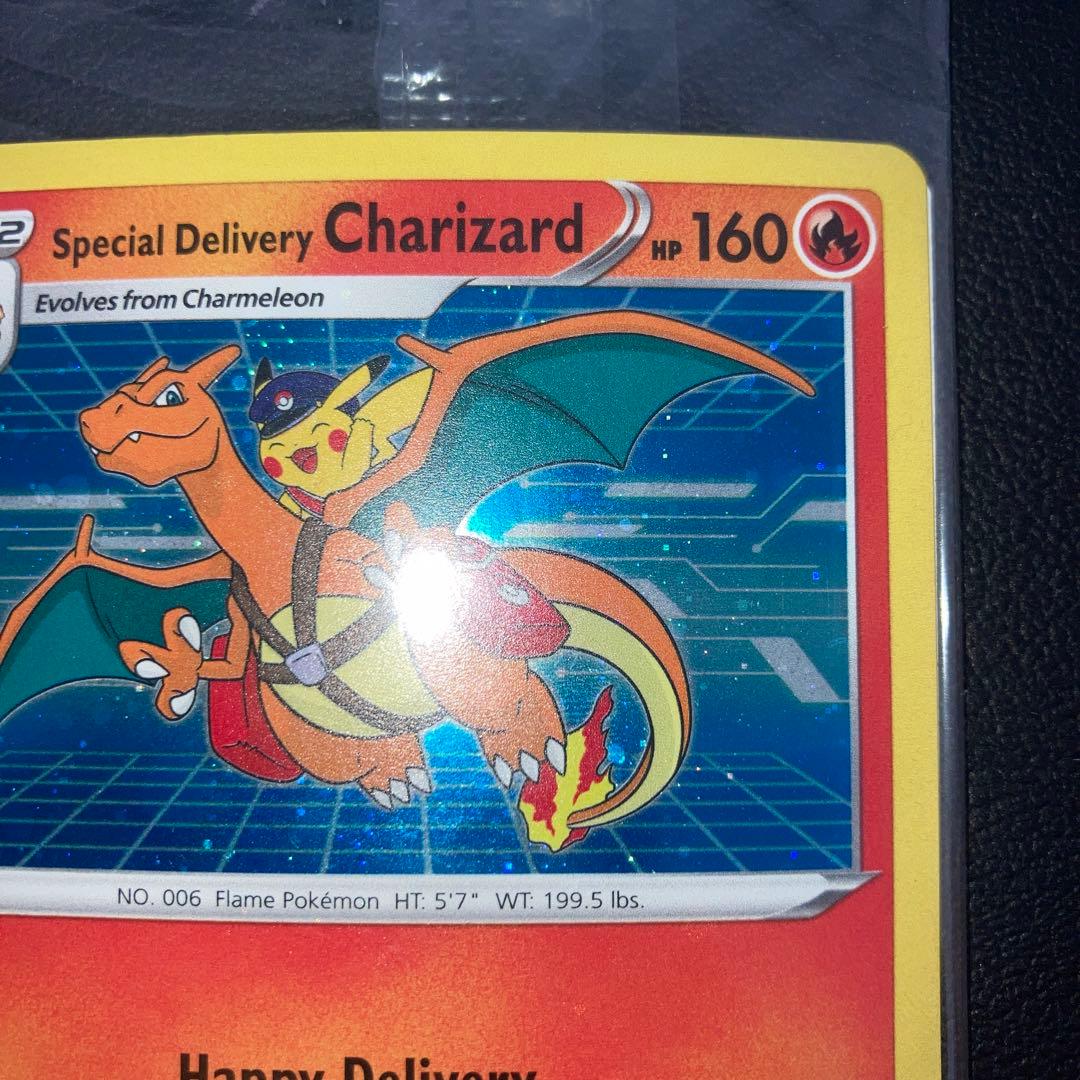 2
Special Delivery Charizard HP 160
Evolves from Charmeleon
NO. 006 Flame Pokémon HT: 5'7" WT: 199.5 lbs.
Happy Delivery